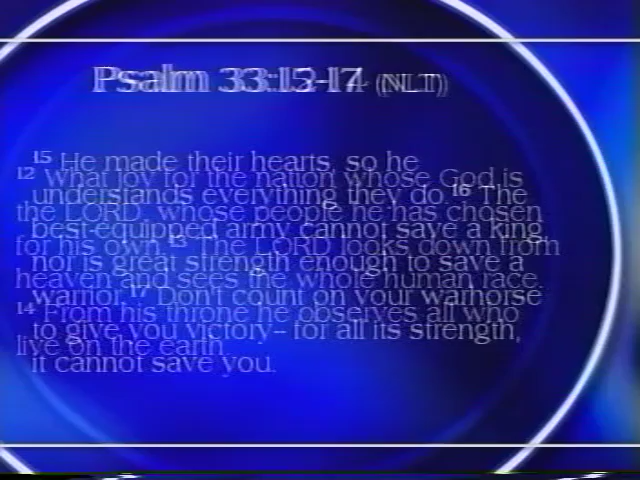 Psalm 33:15-17 (NLT)
15 He made their hearts, so he
12 What joy for the nation whose God is
understands everything they do. 16 The
the LORD, whose people he has chosen
best-equipped army cannot save a king,
for his own. 13 The LORD looks down from
nor is great strength enough to save a
heaven and sees the whole human race.
warrior. 17 Don't count on your warhorse
14 From his throne he observes all who
to give you victory– for all its strength,
live on the earth.
it cannot save you.